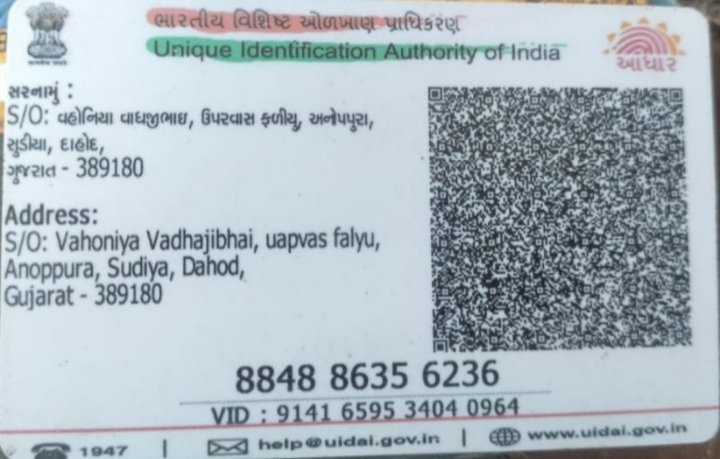 ભારતીય વિશિષ્ટ ઓળખાણ પ્રાધિકરણ
Unique Identification Authority of India
આધાર
સરનામું :
S/O: વહોનિયા વાધજીભાઇ, ઉપરવાસ ફળીયુ, અનોપપુરા,
સુડીયા, દાહોદ,
ગુજરાત - 389180
Address:
S/O: Vahoniya Vadhajibhai, uapvas falyu,
Anoppura, Sudiya, Dahod,
Gujarat - 389180
8848 8635 6236
VID : 9141 6595 3404 0964
1947 | help@uidai.gov.in | www.uidai.gov.in